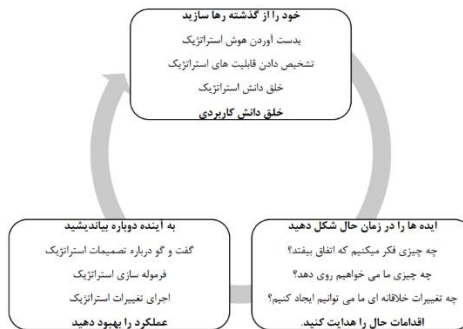 خود را از گذشته رها سازید
بدست آوردن هوش استراتژیک
تشخیص دادن قابلیت های استراتژیک
خلق دانش استراتژیک
خلق دانش کاربردی
ایده ها را در زمان حال شکل دهید
چه چیزی فکر میکنیم که اتفاق بیفتد؟
چه چیزی ما می خواهیم روی دهد؟
چه تغییرات خلاقانه ای ما می توانیم ایجاد کنیم؟
اقدامات حال را هدایت کنید.
به آینده دوباره بیاندیشید
گفت و گو درباره تصمیمات استراتژیک
فرموله سازی استراتژیک
اجرای تغییرات استراتژیک
عملکرد را بهبود دهید